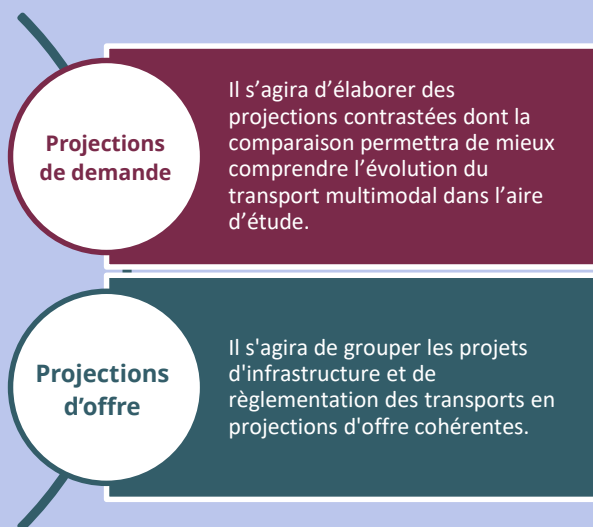 Projections
de demande
Il s’agira d’élaborer des
projections contrastées dont la
comparaison permettra de mieux
comprendre l’évolution du
transport multimodal dans l’aire
d’étude.
Projections
d’offre
Il s'agira de grouper les projets
d'infrastructure et de
règlementation des transports en
projections d'offre cohérentes.